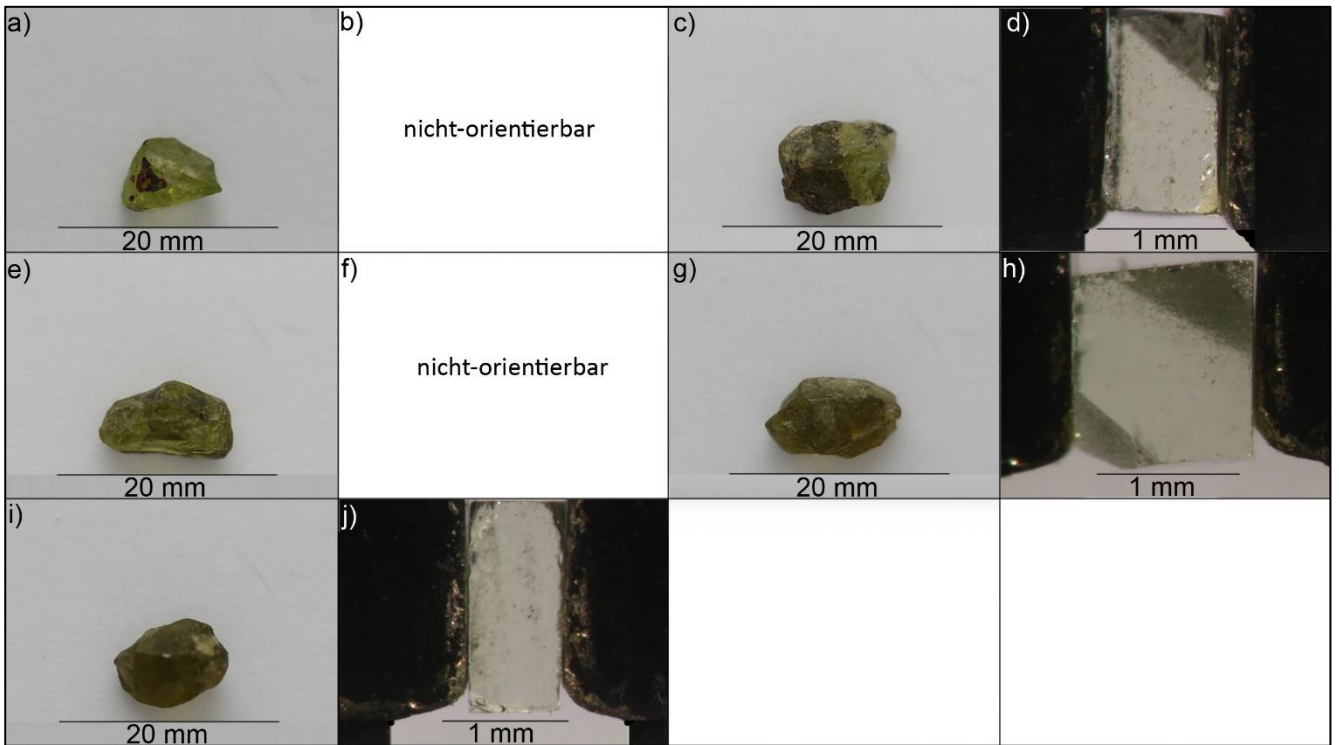 a)
b)
c)
d)
nicht-orientierbar
20 mm
20 mm
1 mm
e)
f)
g)
h)
nicht-orientierbar
20 mm
20 mm
1 mm
i)
j)
20 mm
1 mm